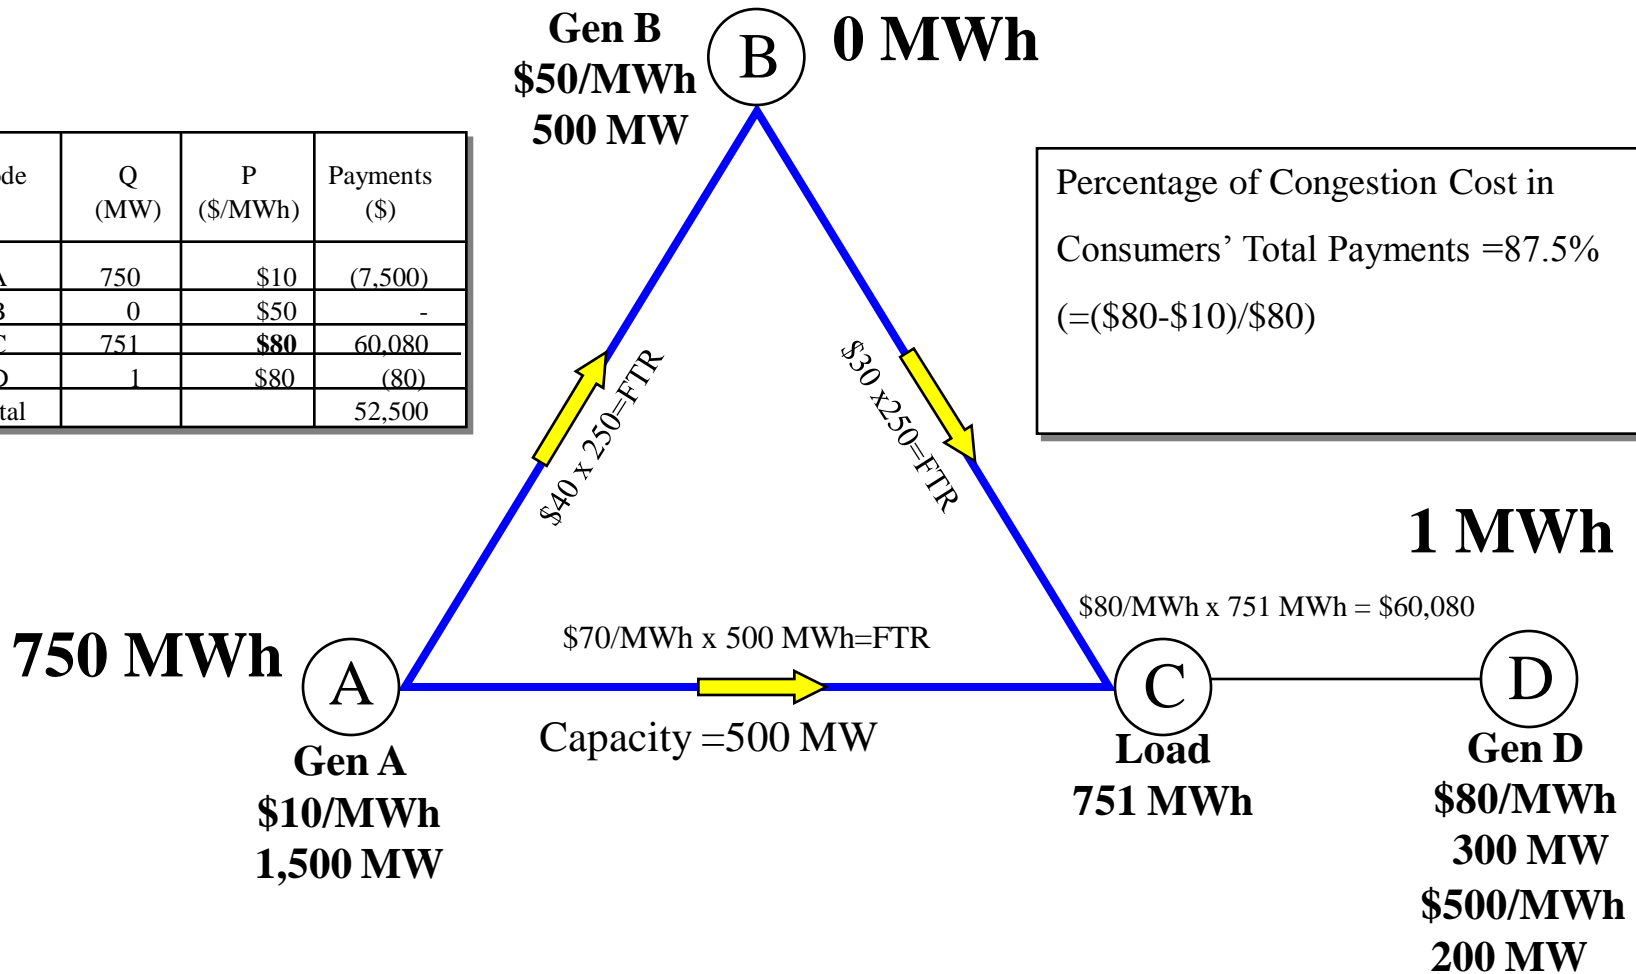 Gen B
$50/MWh
500 MW
B
0 MWh
de Q P Payments
(MW) ($/MWh) ($)
A 750 $10 (7,500)
B 0 $50 -
C 751 $80 60,080
D 1 $80 (80)
tal 52,500
Percentage of Congestion Cost in
Consumers’ Total Payments =87.5%
(=($80-$10)/$80)
$40 x 250=FTR
$30 x250=FTR
1 MWh
$80/MWh x 751 MWh = $60,080
750 MWh
$70/MWh x 500 MWh=FTR
A
C
D
Capacity =500 MW
Gen A
$10/MWh
1,500 MW
Load
751 MWh
Gen D
$80/MWh
300 MW
$500/MWh
200 MW